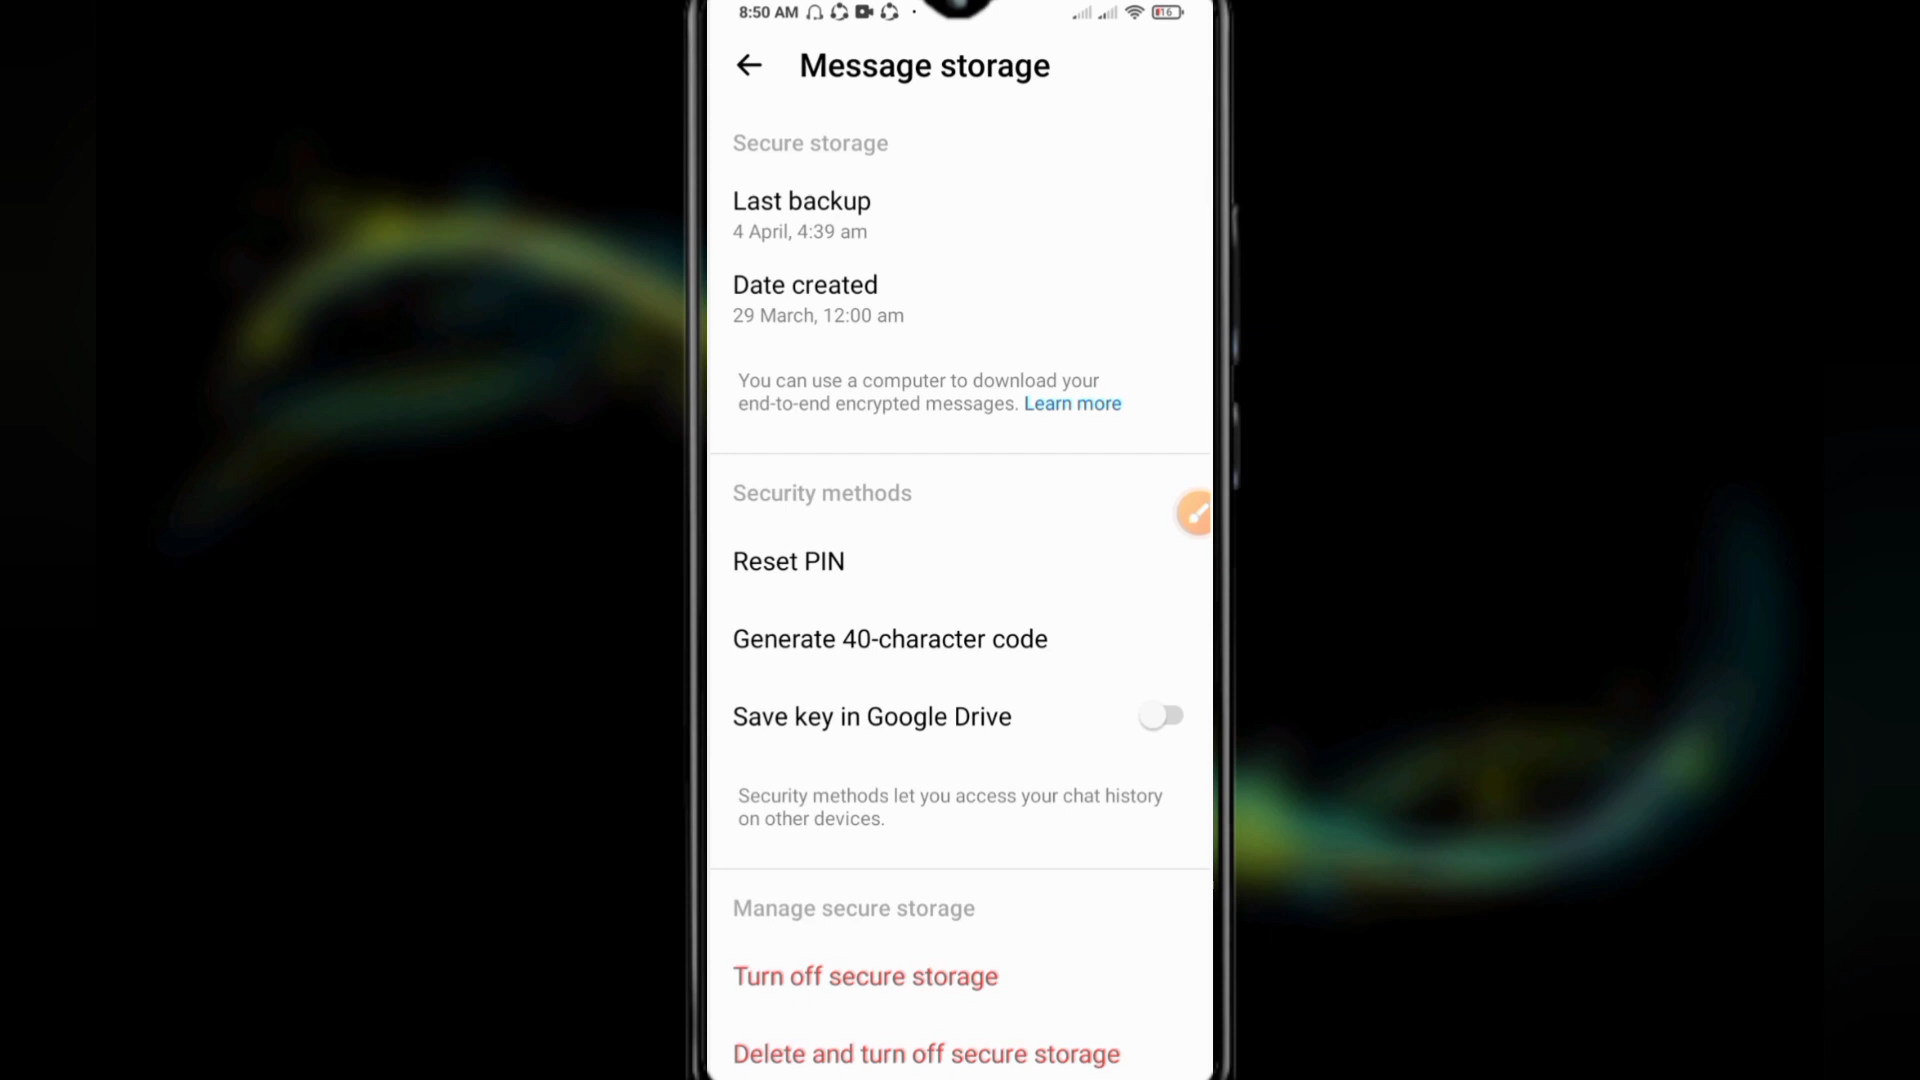 8:50 AM
16
Message storage
Secure storage
Last backup
4 April, 4:39 am
Date created
29 March, 12:00 am
You can use a computer to download your
end-to-end encrypted messages. Learn more
Security methods
Reset PIN
Generate 40-character code
Save key in Google Drive
Security methods let you access your chat history
on other devices.
Manage secure storage
Turn off secure storage
Delete and turn off secure storage